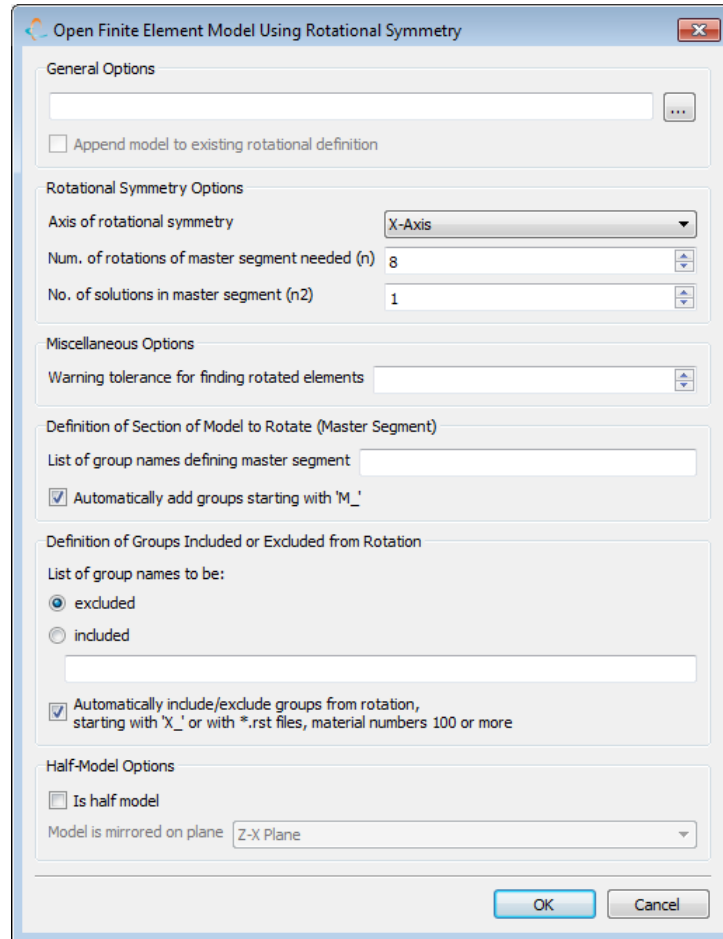 Open Finite Element Model Using Rotational Symmetry
General Options
...
Append model to existing rotational definition
Rotational Symmetry Options
Axis of rotational symmetry X-Axis
Num. of rotations of master segment needed (n) 8
No. of solutions in master segment (n2) 1
Miscellaneous Options
Warning tolerance for finding rotated elements
Definition of Section of Model to Rotate (Master Segment)
List of group names defining master segment
Automatically add groups starting with 'M_'
Definition of Groups Included or Excluded from Rotation
List of group names to be:
excluded
included
Automatically include/exclude groups from rotation,
starting with 'X_' or with *.rst files, material numbers 100 or more
Half-Model Options
Is half model
Model is mirrored on plane Z-X Plane
OK Cancel